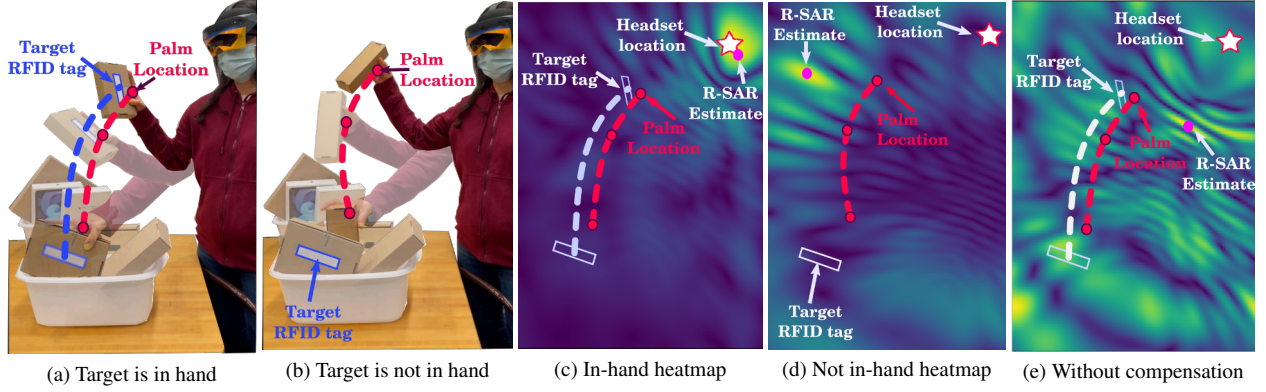 Target
RFID tag
Palm
Location
Palm
Location
Target
RFID tag
Headset
location
Target
RFID tag
R-SAR
Estimate
Palm
Location
R-SAR
Estimate
Headset
location
Palm
Location
Target
RFID tag
Headset
location
Target
RFID tag
Palm
Location
R-SAR
Estimate
(a) Target is in hand
(b) Target is not in hand
(c) In-hand heatmap
(d) Not in-hand heatmap
(e) Without compensation